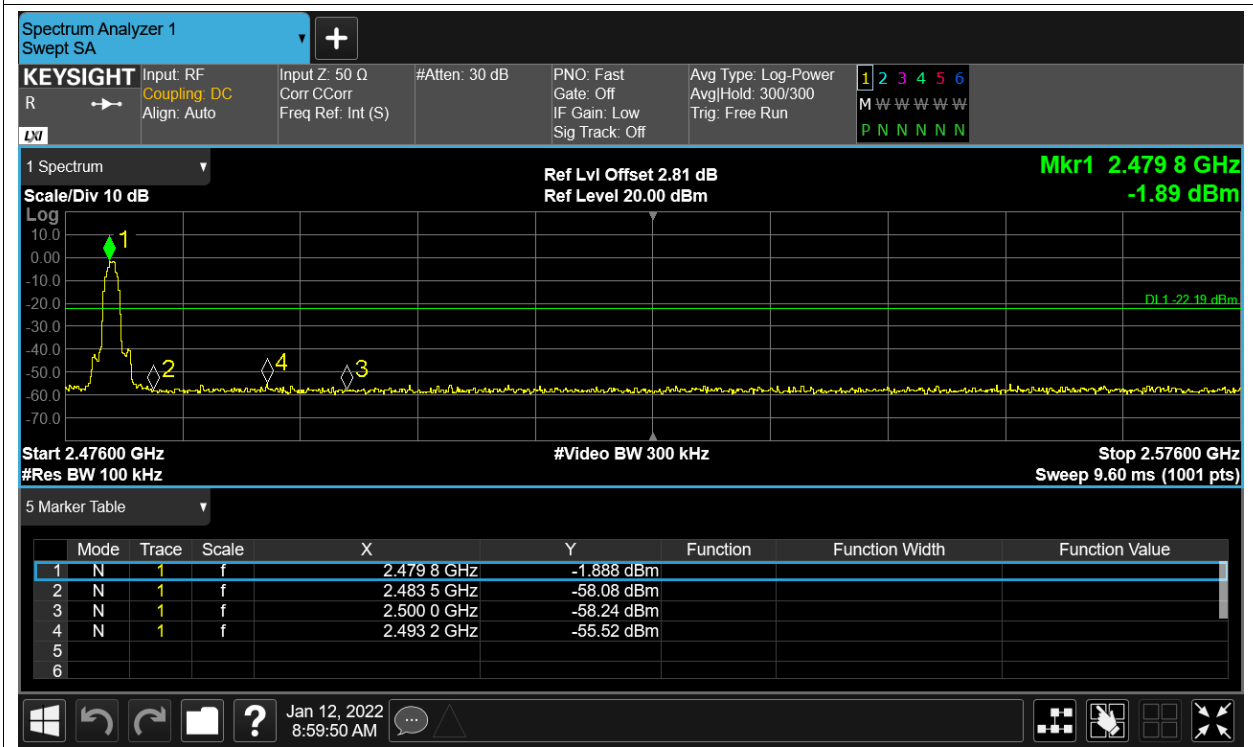 Spectrum Analyzer 1
Swept SA
+
KEYSIGHT Input: RF Input Z: 50 Ω #Atten: 30 dB PNO: Fast Avg Type: Log-Power 1 2 3 4 5 6
R Coupling: DC Corr CCorr Gate: Off Avg|Hold: 300/300 M W W W W W
Align: Auto Freq Ref: Int (S) IF Gain: Low Trig: Free Run
LXI Sig Track: Off P N N N N N
1 Spectrum Ref Lvl Offset 2.81 dB Mkr1 2.479 8 GHz
Scale/Div 10 dB Ref Level 20.00 dBm -1.89 dBm
Log
10.0 1
0.00
-10.0
-20.0 DL1 -22.19 dBm
-30.0
-40.0
-50.0 2 4 3
-60.0
-70.0
Start 2.47600 GHz #Video BW 300 kHz Stop 2.57600 GHz
#Res BW 100 kHz Sweep 9.60 ms (1001 pts)
5 Marker Table
Mode Trace Scale X Y Function Function Width Function Value
1 N 1 f 2.479 8 GHz -1.888 dBm
2 N 1 f 2.483 5 GHz -58.08 dBm
3 N 1 f 2.500 0 GHz -58.24 dBm
4 N 1 f 2.493 2 GHz -55.52 dBm
5
6
? Jan 12, 2022
8:59:50 AM